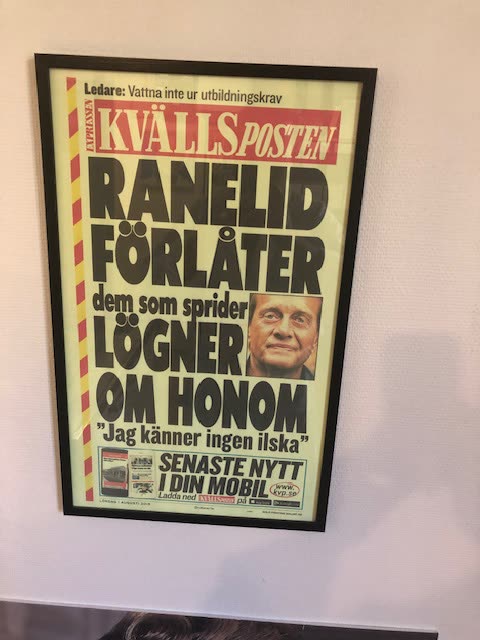 Ledare: Vattna inte ur utbildningskrav
EXPRESSEN
KVÄLLSPOSTEN
RANELID
FÖRLÅTER
dem som sprider
LÖGNER
OM HONOM
"Jag känner ingen ilska"
SENASTE NYTT
I DIN MOBIL
Ladda ned KVÄLLSPOSTEN på
www.
kvp.se